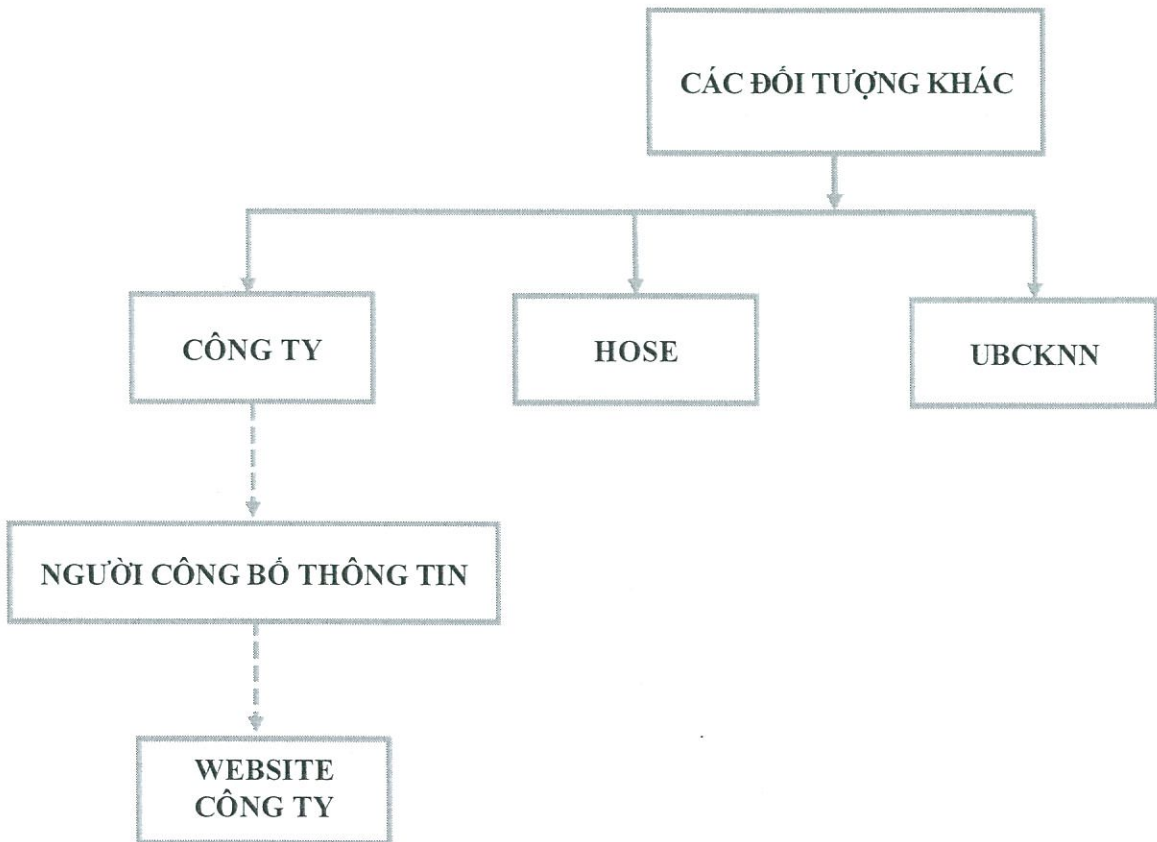 CÁC ĐỐI TƯỢNG KHÁC
CÔNG TY
HOSE
UBCKNN
NGƯỜI CÔNG BỐ THÔNG TIN
WEBSITE
CÔNG TY